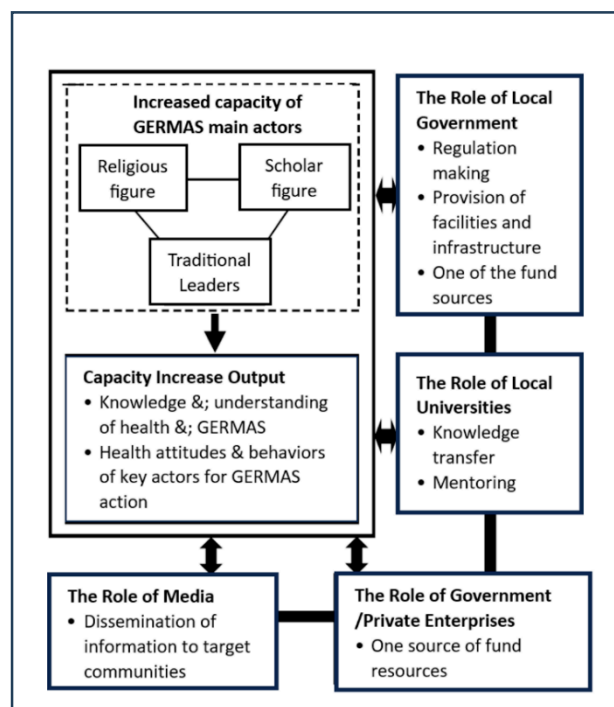 Increased capacity of
GERMAS main actors
Religious
figure
Scholar
figure
Traditional
Leaders
Capacity Increase Output
• Knowledge &; understanding
of health &; GERMAS
• Health attitudes & behaviors
of key actors for GERMAS
action
The Role of Local
Government
• Regulation
making
• Provision of
facilities and
infrastructure
• One of the fund
sources
The Role of Local
Universities
• Knowledge
transfer
• Mentoring
The Role of Media
• Dissemination of
information to target
communities
The Role of Government
/Private Enterprises
• One source of fund
resources